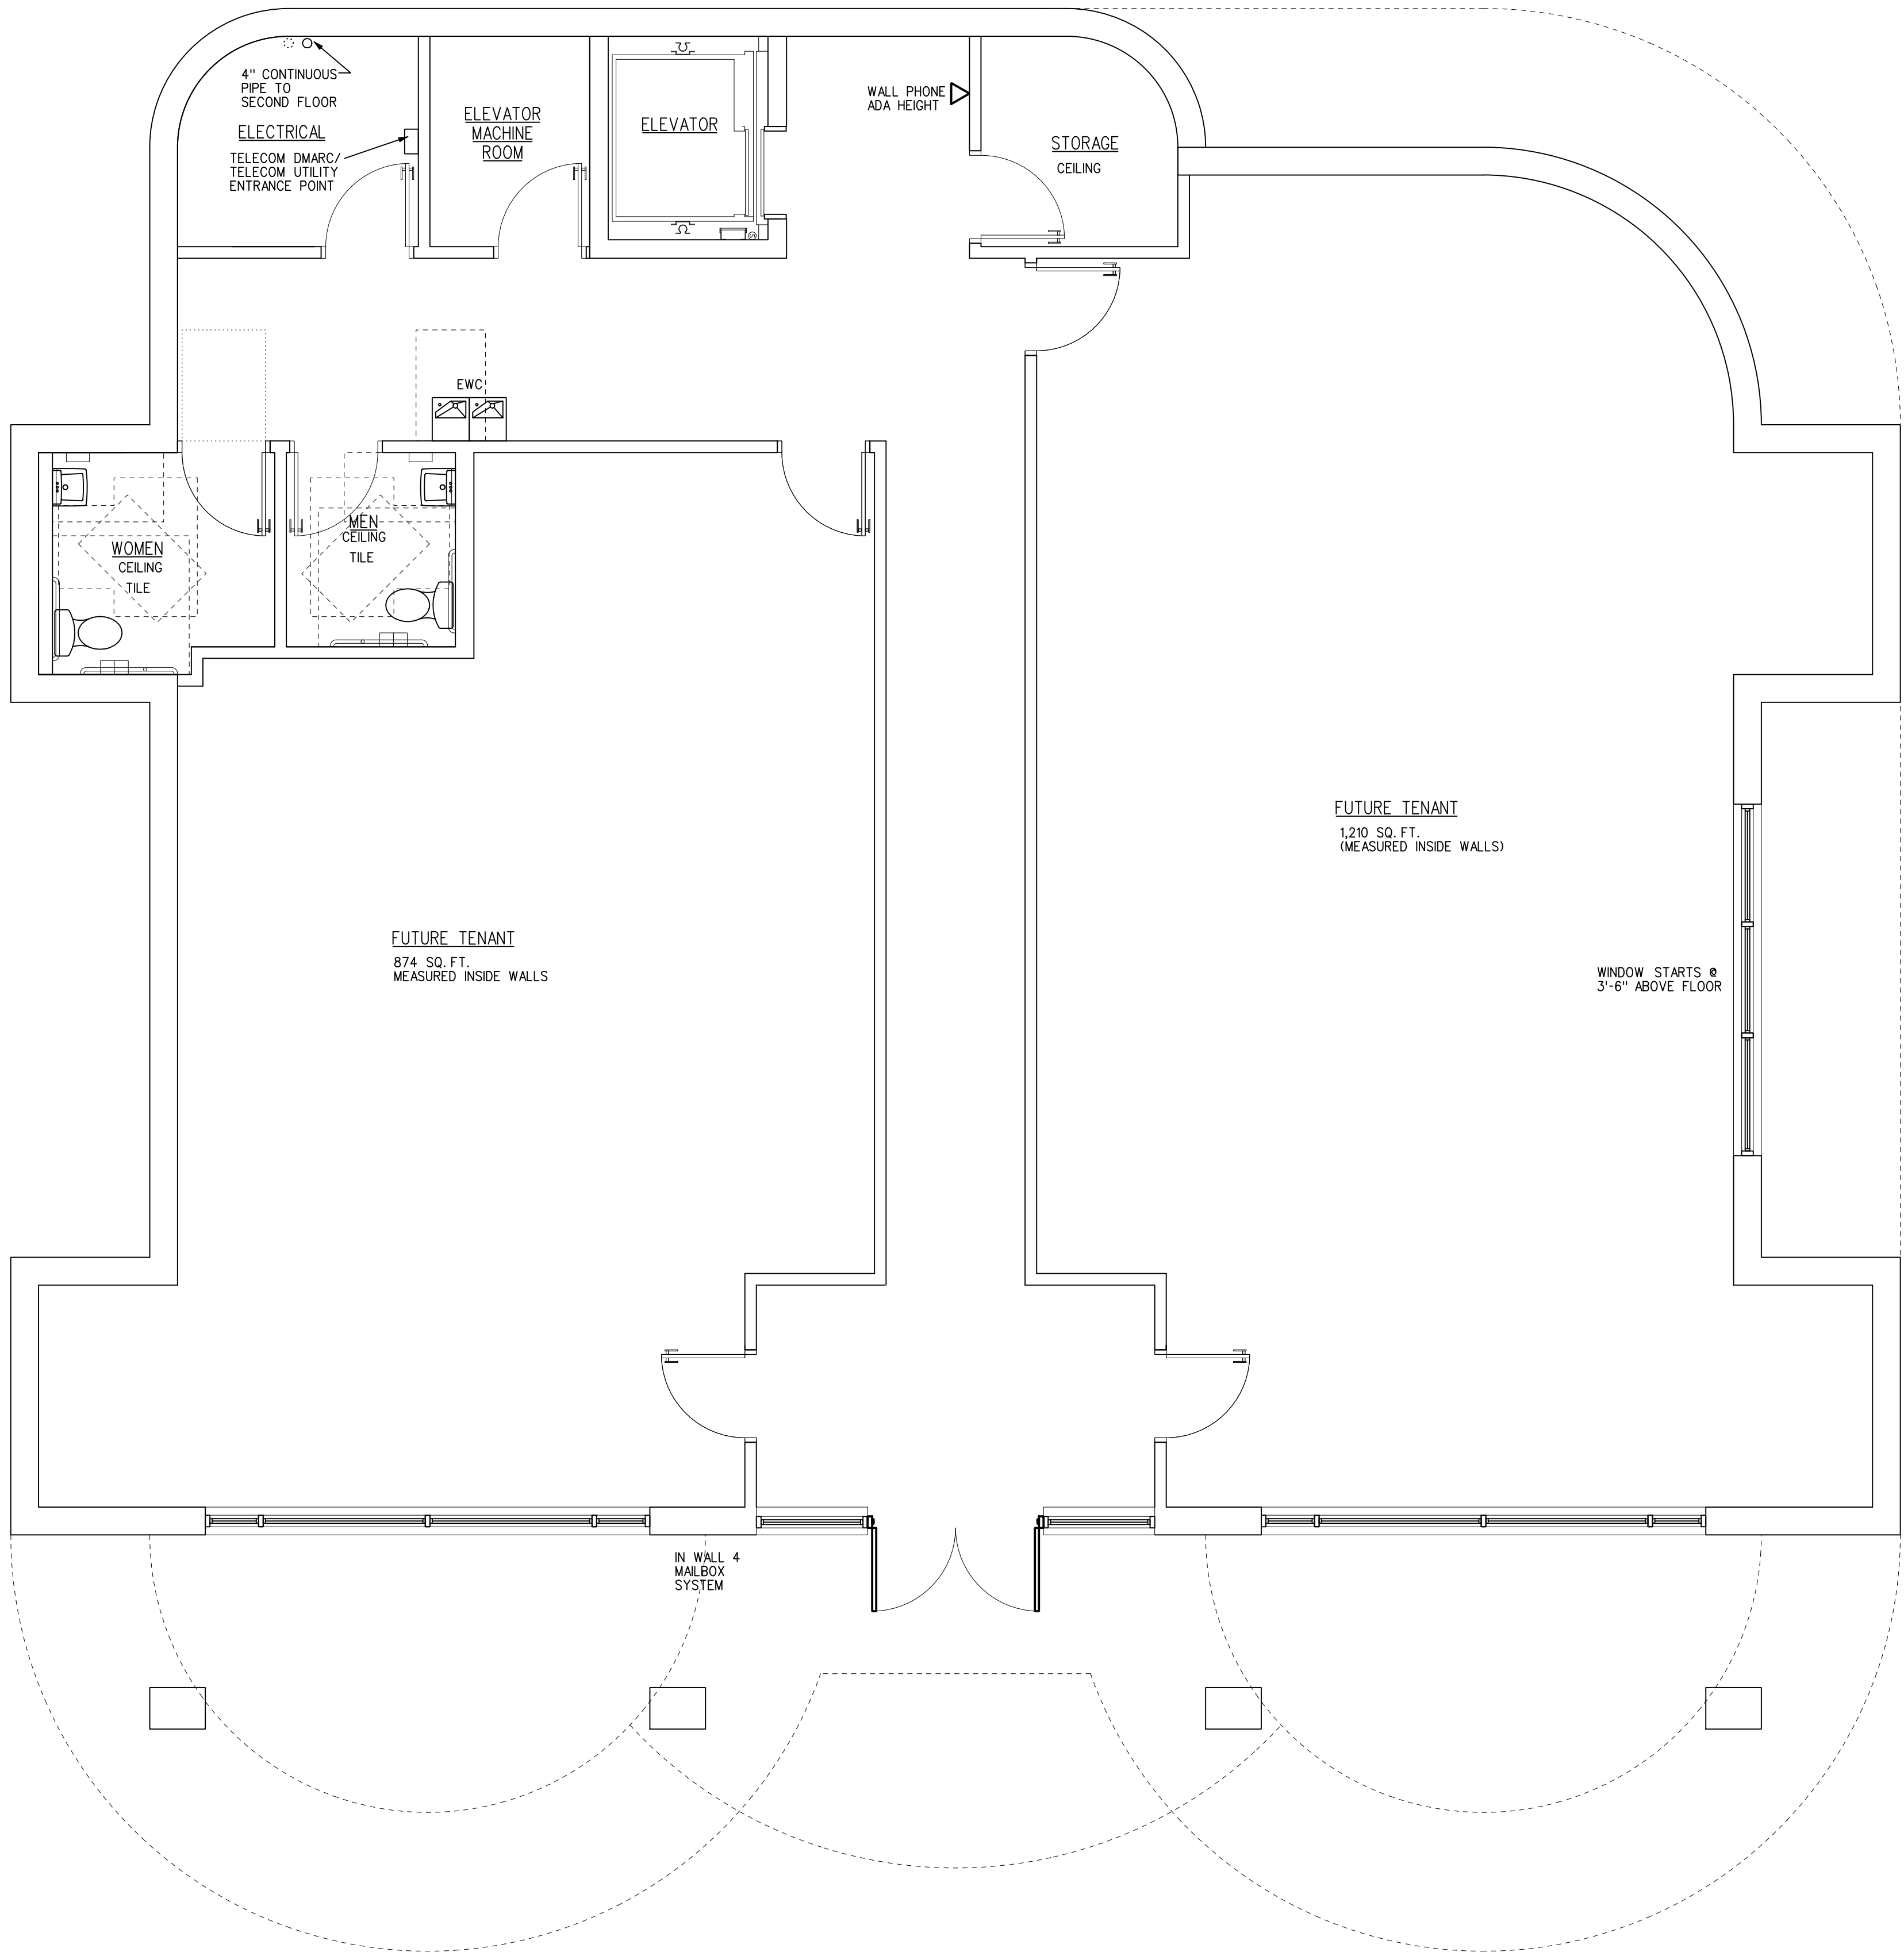 4" CONTINUOUS
PIPE TO
SECOND FLOOR
ELECTRICAL
TELECOM DMARC/
TELECOM UTILITY
ENTRANCE POINT
ELEVATOR
MACHINE
ROOM
ELEVATOR
WALL PHONE
ADA HEIGHT
STORAGE
CEILING
EWC
WOMEN
CEILING
TILE
MEN
CEILING
TILE
FUTURE TENANT
1,210 SQ. FT.
(MEASURED INSIDE WALLS)
FUTURE TENANT
874 SQ. FT.
MEASURED INSIDE WALLS
WINDOW STARTS @
3'-6" ABOVE FLOOR
IN WALL 4
MAILBOX
SYSTEM